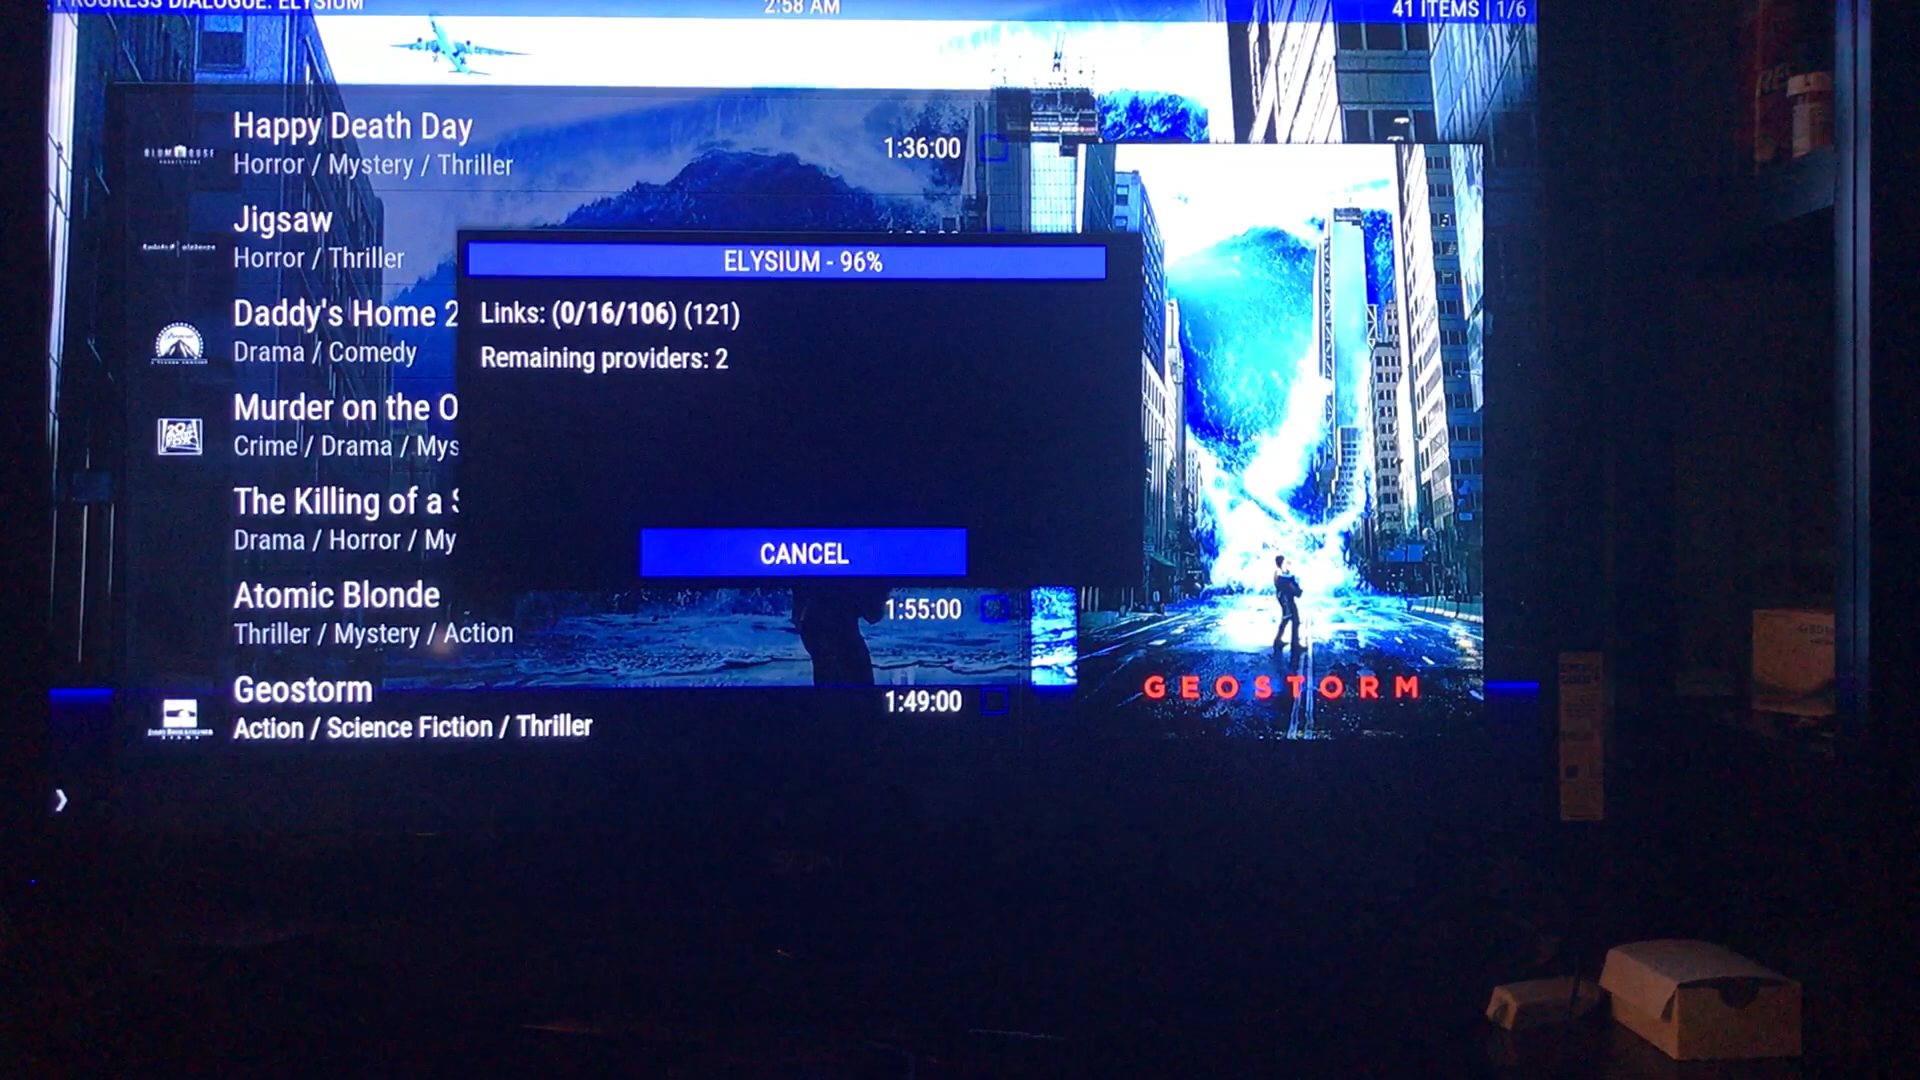 PROGRESS DIALOGUE: ELYSIUM
2:58 AM
41 ITEMS | 1/6
Happy Death Day
Horror / Mystery / Thriller
1:36:00
Jigsaw
Horror / Thriller
Daddy's Home 2
Drama / Comedy
Murder on the O
Crime / Drama / Mys
The Killing of a S
Drama / Horror / My
Atomic Blonde
Thriller / Mystery / Action
1:55:00
Geostorm
Action / Science Fiction / Thriller
1:49:00
ELYSIUM - 96%
Links: (0/16/106) (121)
Remaining providers: 2
CANCEL
GEOSTORM